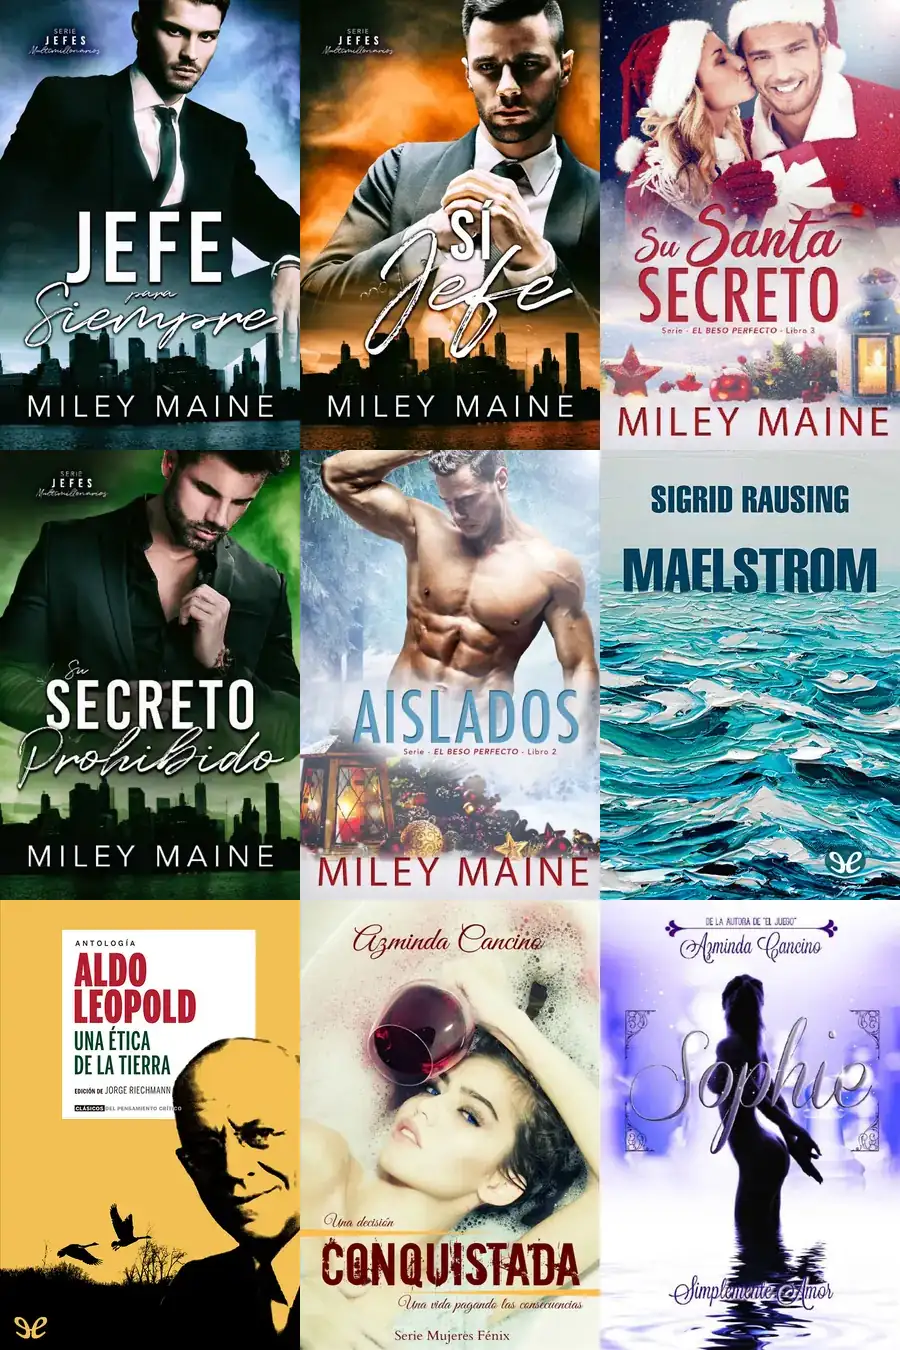 SERIE
JEFES
Multimillonarios
JEFE
para
Siempre
MILEY MAINE
SERIE
JEFES
Multimillonarios
SÍ
Jefe
MILEY MAINE
Su Santa
SECRETO
Serie - EL BESO PERFECTO - Libro 3
MILEY MAINE
SERIE
JEFES
Multimillonarios
Su
SECRETO
Prohibido
MILEY MAINE
AISLADOS
Serie - EL BESO PERFECTO - Libro 2
MILEY MAINE
SIGRID RAUSING
MAELSTROM
ANTOLOGÍA
ALDO
LEOPOLD
UNA ÉTICA
DE LA TIERRA
EDICIÓN DE JORGE RIECHMANN
CLÁSICOS DEL PENSAMIENTO CRÍTICO
Azminda Cancino
Una decisión
CONQUISTADA
Una vida pagando las consecuencias
Serie Mujeres Fénix
DE LA AUTORA DE "EL JUEGO"
Azminda Cancino
Sophie
Simplemente Amor